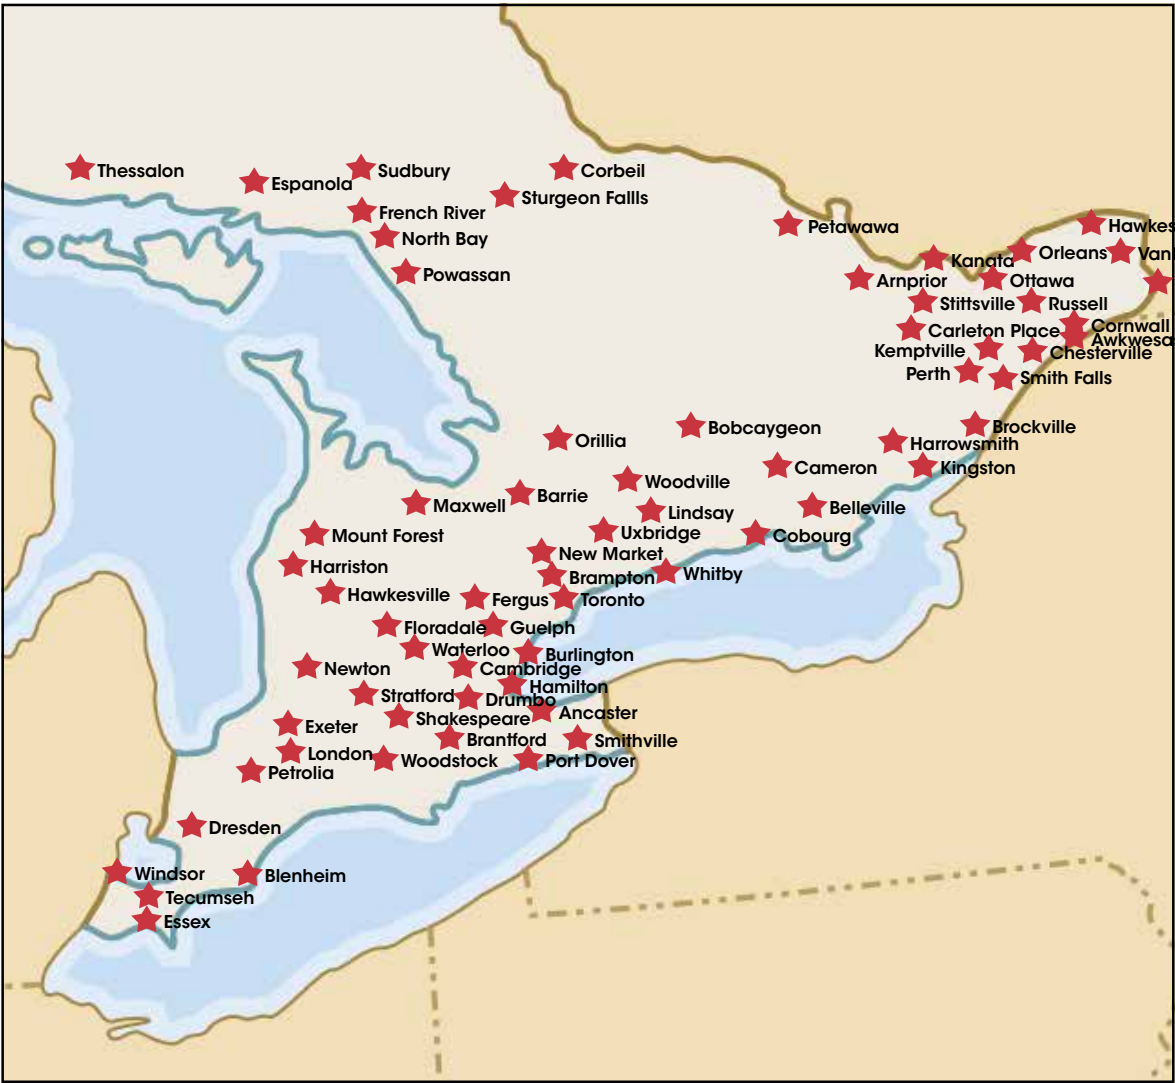 Thessalon
Sudbury
Corbeil
Espanola
Sturgeon Fallls
French River
Petawawa
Hawkes
North Bay
Orleans
Van
Kanata
Powassan
Arnprior
Ottawa
Stittsville
Russell
Cornwall
Carleton Place
Awkwesa
Kemptville
Chesterville
Perth
Smith Falls
Bobcaygeon
Brockville
Orillia
Harrowsmith
Cameron
Kingston
Woodville
Barrie
Maxwell
Belleville
Lindsay
Uxbridge
Mount Forest
Cobourg
New Market
Harriston
Brampton
Whitby
Hawkesville
Fergus
Toronto
Floradale
Guelph
Waterloo
Burlington
Newton
Cambridge
Hamilton
Stratford
Drumbo
Ancaster
Shakespeare
Exeter
Brantford
Smithville
London
Woodstock
Port Dover
Petrolia
Dresden
Windsor
Blenheim
Tecumseh
Essex